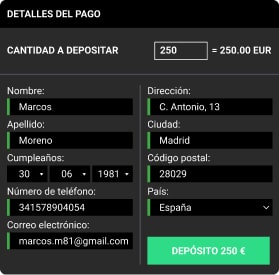 DETALLES DEL PAGO
CANTIDAD A DEPOSITAR 250 = 250.00 EUR
Nombre:
Marcos
Apellido:
Moreno
Cumpleaños:
30 06 1981
Número de teléfono:
341578904054
Correo electrónico:
marcos.m81@gmail.com
Dirección:
C. Antonio, 13
Ciudad:
Madrid
Código postal:
28029
País:
España
DEPÓSITO 250 €